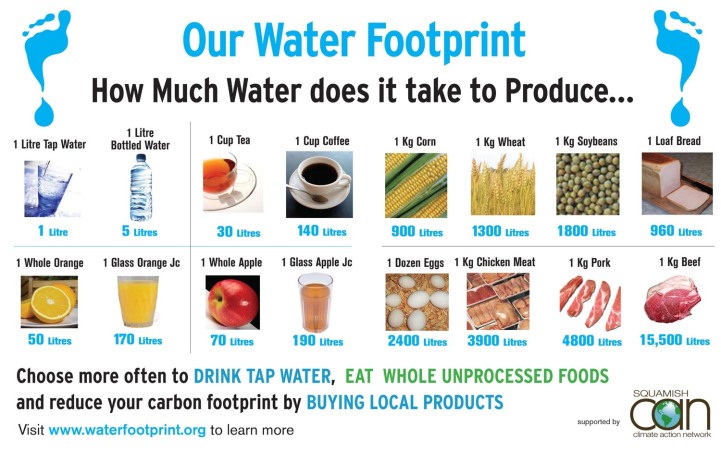 Our Water Footprint
How Much Water does it take to Produce...
1 Litre Tap Water
1 Litre
1 Litre
Bottled Water
5 Litres
1 Cup Tea
30 Litres
1 Cup Coffee
140 Litres
1 Kg Corn
900 Litres
1 Kg Wheat
1300 Litres
1 Kg Soybeans
1800 Litres
1 Loaf Bread
960 Litres
1 Whole Orange
50 Litres
1 Glass Orange Jc
170 Litres
1 Whole Apple
70 Litres
1 Glass Apple Jc
190 Litres
1 Dozen Eggs
2400 Litres
1 Kg Chicken Meat
3900 Litres
1 Kg Pork
4800 Litres
1 Kg Beef
15,500 Litres
Choose more often to DRINK TAP WATER, EAT WHOLE UNPROCESSED FOODS
and reduce your carbon footprint by BUYING LOCAL PRODUCTS
Visit www.waterfootprint.org to learn more
supported by
SQUAMISH
can
climate action network